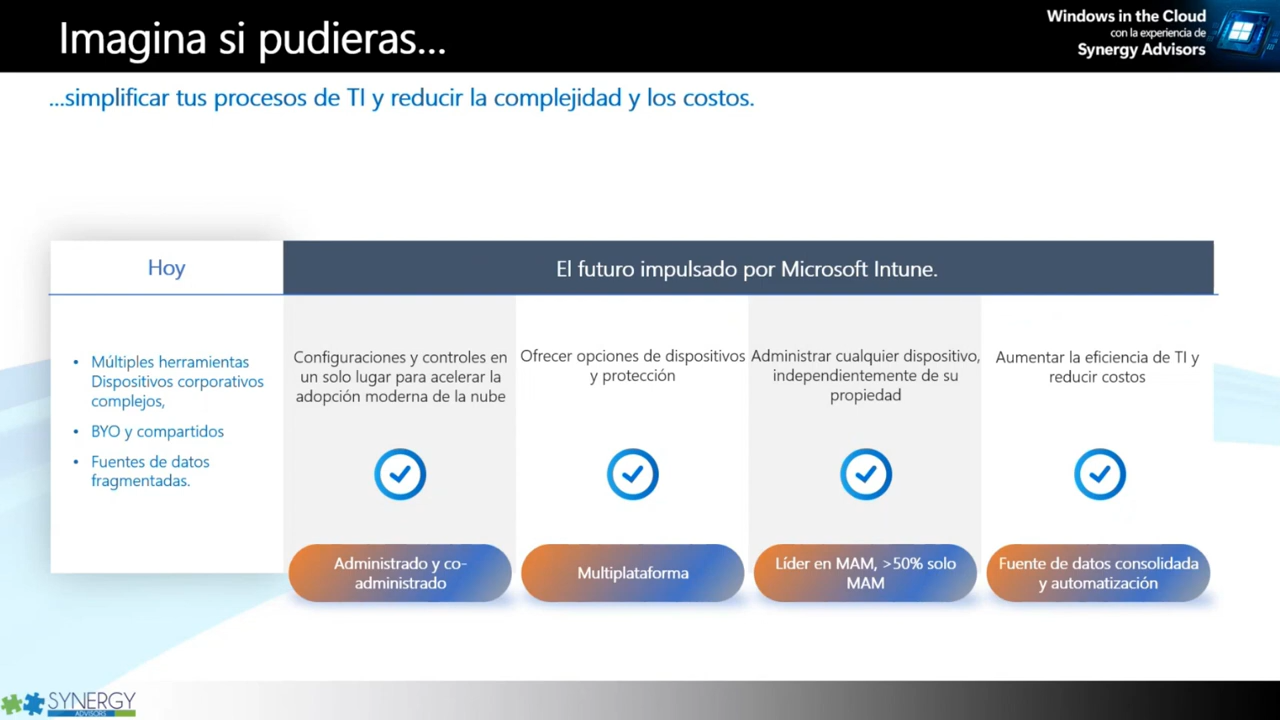 Imagina si pudieras...
Windows in the Cloud
con la experiencia de
Synergy Advisors
...simplificar tus procesos de TI y reducir la complejidad y los costos.
Hoy
El futuro impulsado por Microsoft Intune.
• Múltiples herramientas
Dispositivos corporativos
complejos,
• BYO y compartidos
• Fuentes de datos
fragmentadas.
Configuraciones y controles en
un solo lugar para acelerar la
adopción moderna de la nube
Administrado y co-
administrado
Ofrecer opciones de dispositivos
y protección
Multiplataforma
Administrar cualquier dispositivo,
independientemente de su
propiedad
Líder en MAM, >50% solo
MAM
Aumentar la eficiencia de TI y
reducir costos
Fuente de datos consolidada
y automatización
SYNERGY
ADVISORS